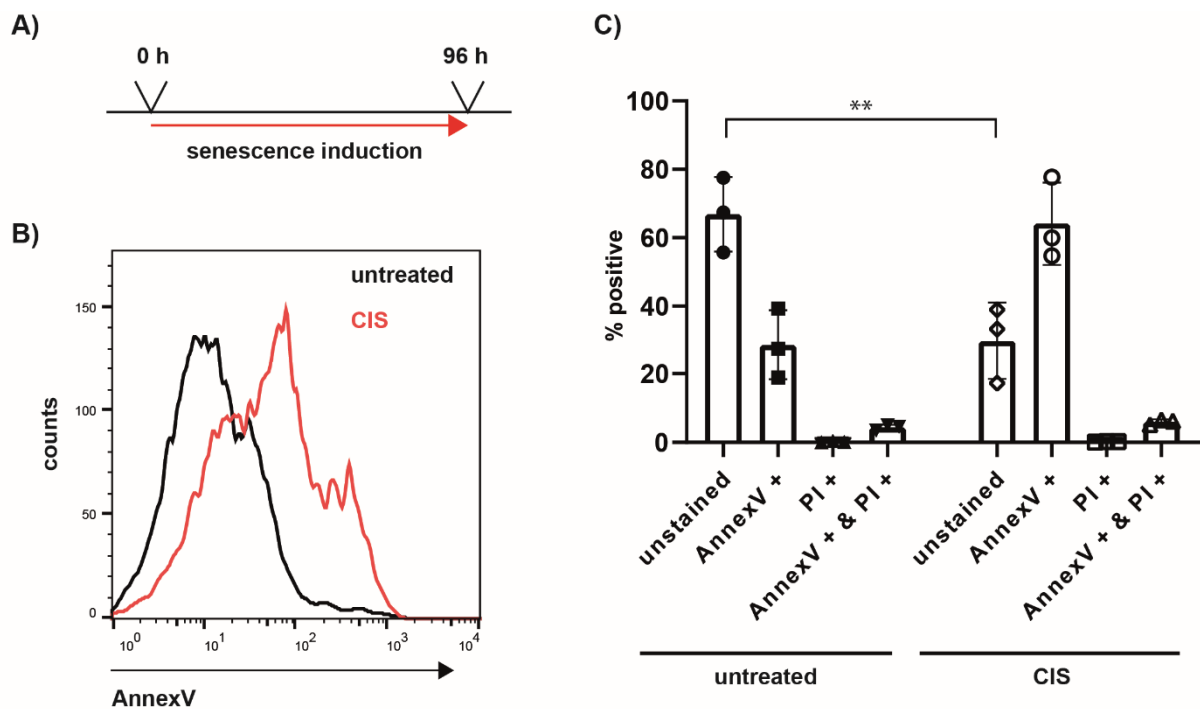 A)
0 h
96 h
senescence induction
B)
untreated
CIS
150
100
50
0
counts
10^0
10^1
10^2
10^3
10^4
AnnexV
C)
**
100
80
60
40
20
0
% positive
unstained
AnnexV +
PI +
AnnexV + & PI +
unstained
AnnexV +
PI +
AnnexV + & PI +
untreated
CIS